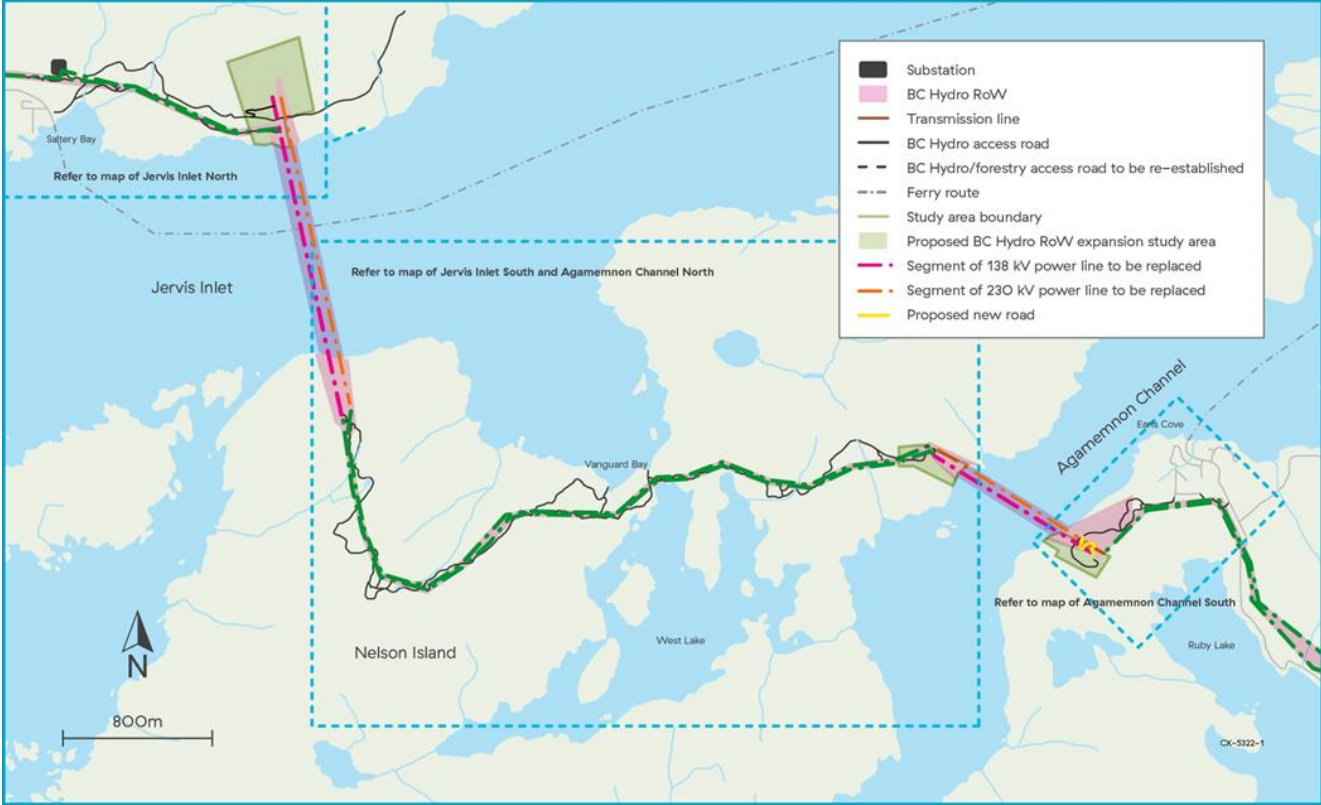 Substation
BC Hydro RoW
Transmission line
BC Hydro access road
BC Hydro/forestry access road to be re-established
Ferry route
Study area boundary
Proposed BC Hydro RoW expansion study area
Segment of 138 kV power line to be replaced
Segment of 230 kV power line to be replaced
Proposed new road
Saltery Bay
Refer to map of Jervis Inlet North
Refer to map of Jervis Inlet South and Agamemnon Channel North
Jervis Inlet
Agamemnon Channel
Earls Cove
Vanguard Bay
Refer to map of Agamemnon Channel South
West Lake
Ruby Lake
Nelson Island
N
800m
CX-5322-1